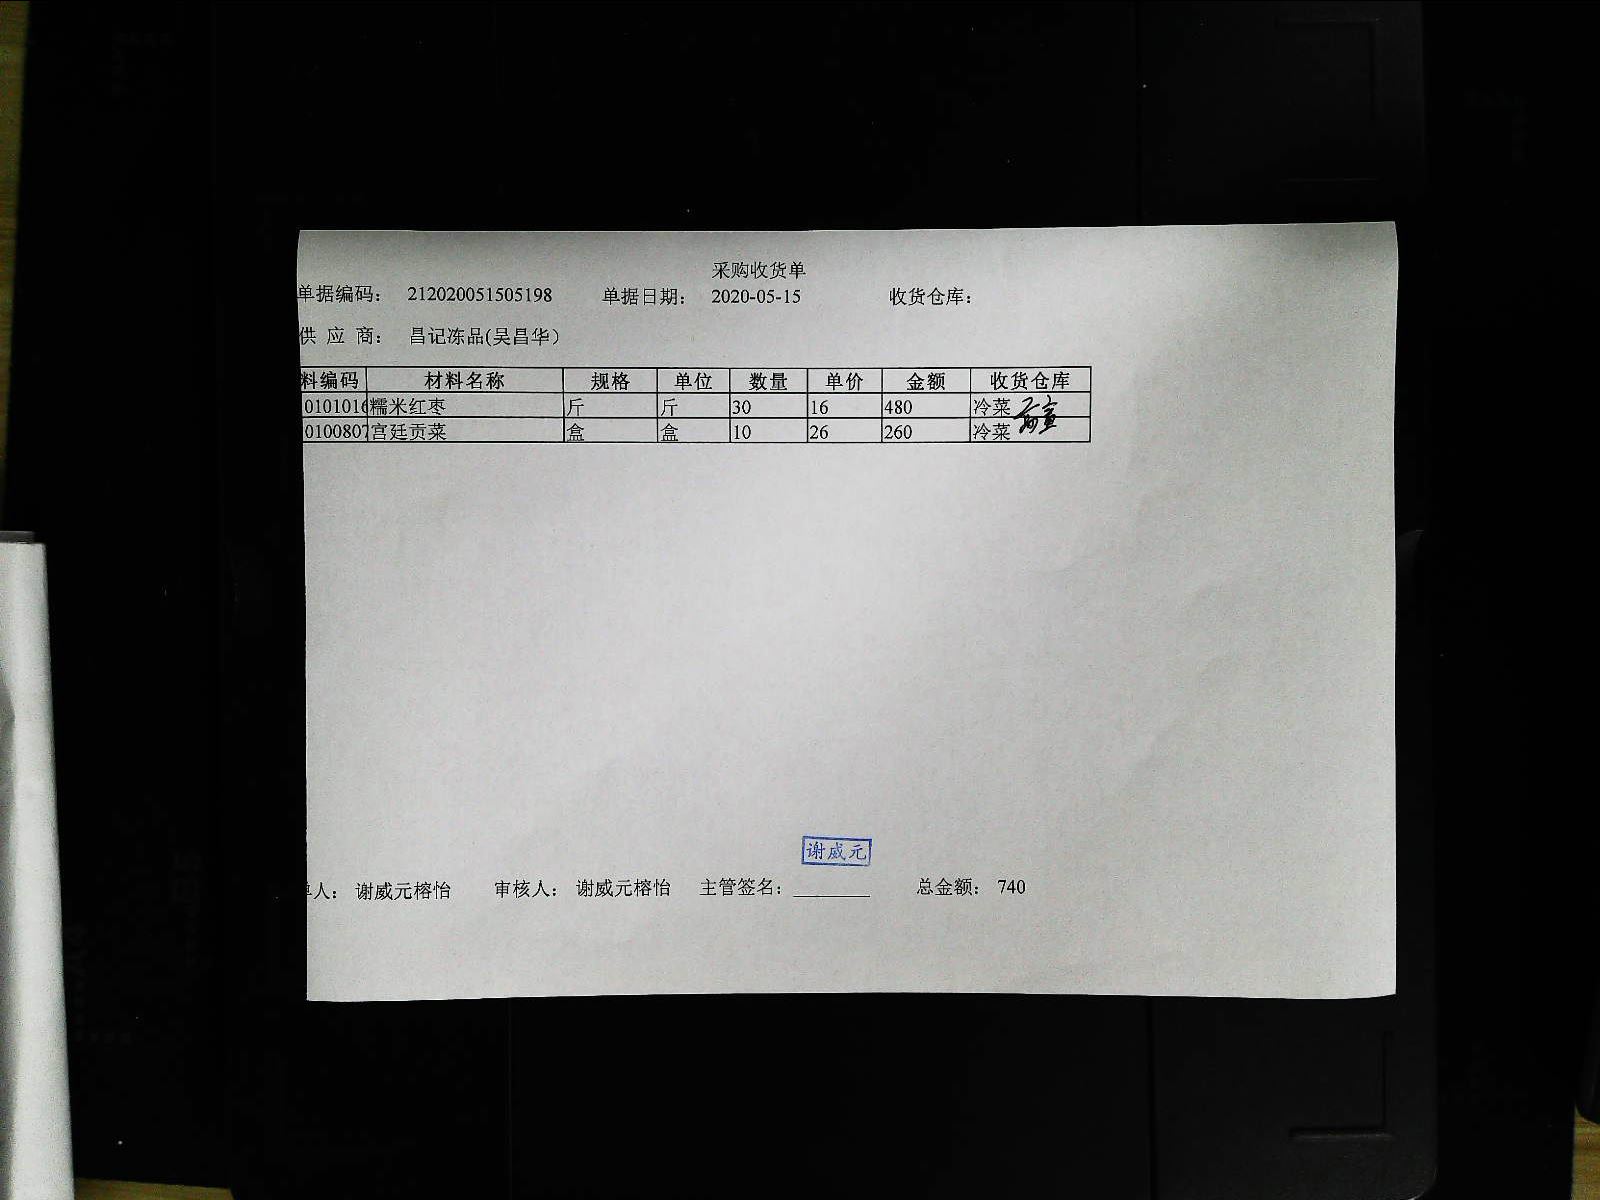 采购收货单
单据编码： 212020051505198 单据日期： 2020-05-15 收货仓库：
供 应 商： 昌记冻品(吴昌华）
料编码 材料名称 规格 单位 数量 单价 金额 收货仓库
0101016 糯米红枣 斤 斤 30 16 480 冷菜
0100807 宫廷贡菜 盒 盒 10 26 260 冷菜
谢威元
人： 谢威元榕怡 审核人： 谢威元榕怡 主管签名： 总金额： 740